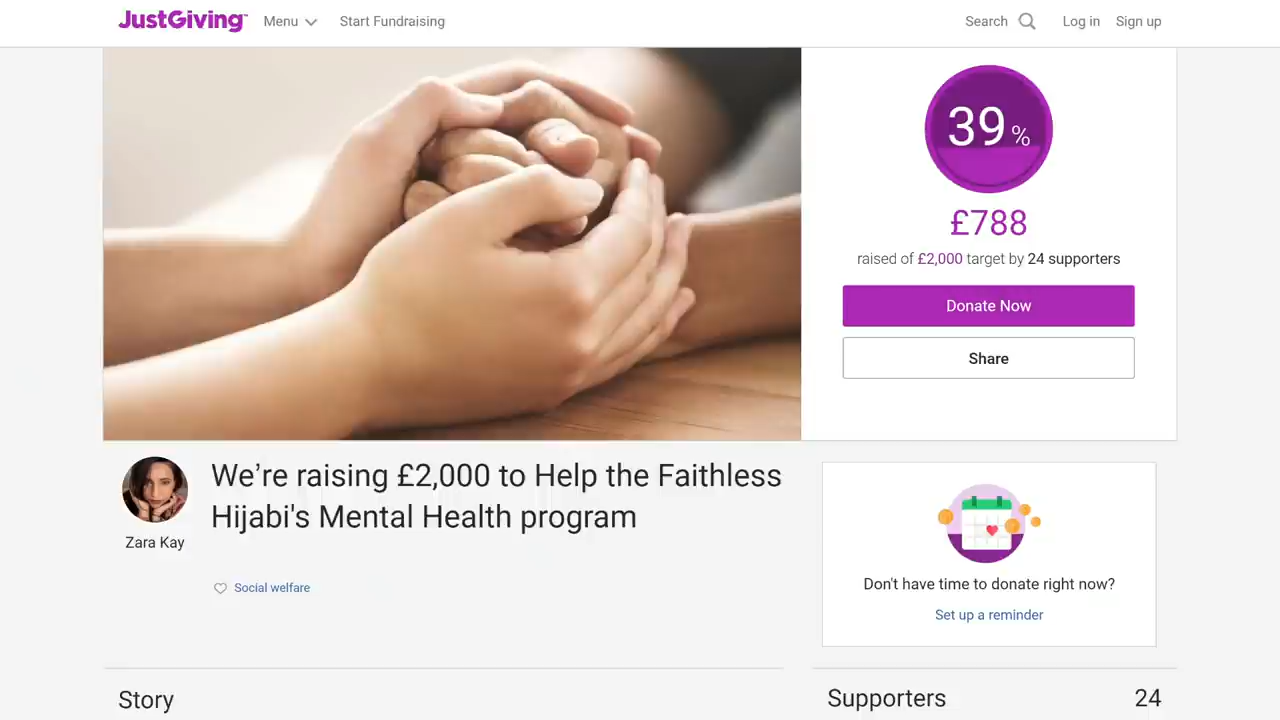 JustGiving™ Menu Start Fundraising Search Log in Sign up
39%
£788
raised of £2,000 target by 24 supporters
Donate Now
Share
We're raising £2,000 to Help the Faithless
Hijabi's Mental Health program
Zara Kay
Social welfare
Don't have time to donate right now?
Set up a reminder
Story
Supporters 24